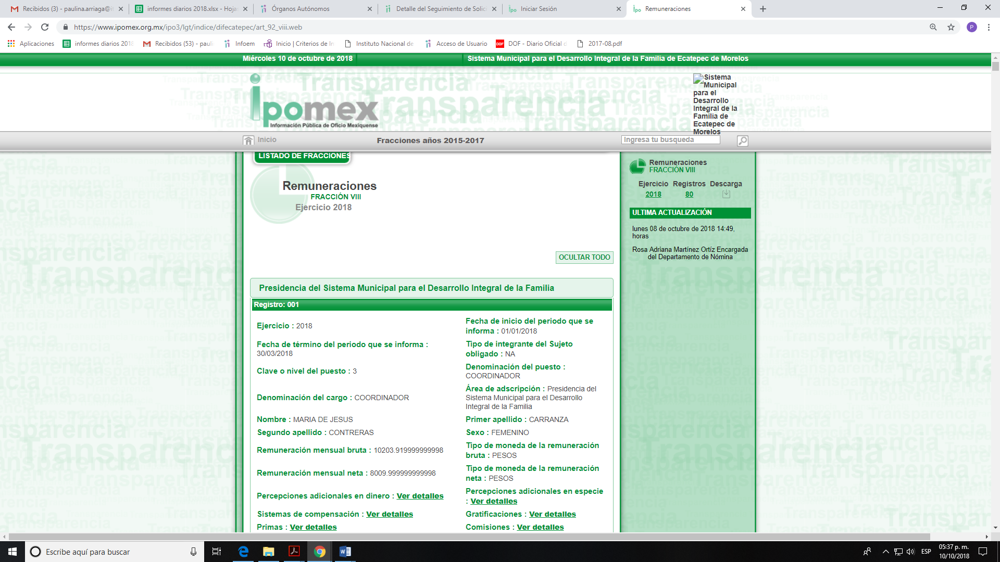 Recibidos (3) - paulina.arriaga@it
informes diarios 2018.xlsx - Hoja
Órganos Autónomos
Detalle del Seguimiento de Solici
Iniciar Sesión
Remuneraciones
https://www.ipomex.org.mx/ipo3/lgt/indice/difecatepec/art_92_viii.web
P
Aplicaciones
informes diarios 2018
Recibidos (53) - pauli
Infoem
Inicio | Criterios de In
Instituto Nacional de
Acceso de Usuario
DOF
DOF - Diario Oficial d
2017-08.pdf
Miércoles 10 de octubre de 2018
Sistema Municipal para el Desarrollo Integral de la Familia de Ecatepec de Morelos
ipomex
Información Pública de Oficio Mexiquense
Transparencia
Sistema
Municipal
para el
Desarrollo
Integral de la
Familia de
Ecatepec de
Morelos
Inicio
Fracciones años 2015-2017
Ingresa tu busqueda
LISTADO DE FRACCIONES
Remuneraciones
FRACCIÓN VIII
Ejercicio 2018
OCULTAR TODO
Remuneraciones
FRACCIÓN VIII
Ejercicio Registros Descarga
2018 80
ULTIMA ACTUALIZACIÓN
lunes 08 de octubre de 2018 14:49,
horas
Rosa Adriana Martínez Ortíz Encargada
del Departamento de Nómina
Presidencia del Sistema Municipal para el Desarrollo Integral de la Familia
Registro: 001
Ejercicio : 2018
Fecha de inicio del periodo que se
informa : 01/01/2018
Fecha de término del periodo que se informa :
30/03/2018
Tipo de integrante del Sujeto
obligado : NA
Clave o nivel del puesto : 3
Denominación del puesto :
COORDINADOR
Denominación del cargo : COORDINADOR
Área de adscripción : Presidencia del
Sistema Municipal para el Desarrollo
Integral de la Familia
Nombre : MARIA DE JESUS
Primer apellido : CARRANZA
Segundo apellido : CONTRERAS
Sexo : FEMENINO
Remuneración mensual bruta : 10203.919999999998
Tipo de moneda de la remuneración
bruta : PESOS
Remuneración mensual neta : 8009.999999999998
Tipo de moneda de la remuneración
neta : PESOS
Percepciones adicionales en dinero : Ver detalles
Percepciones adicionales en especie
: Ver detalles
Sistemas de compensación : Ver detalles
Gratificaciones : Ver detalles
Primas : Ver detalles
Comisiones : Ver detalles
Escribe aquí para buscar
ESP
05:37 p. m.
10/10/2018